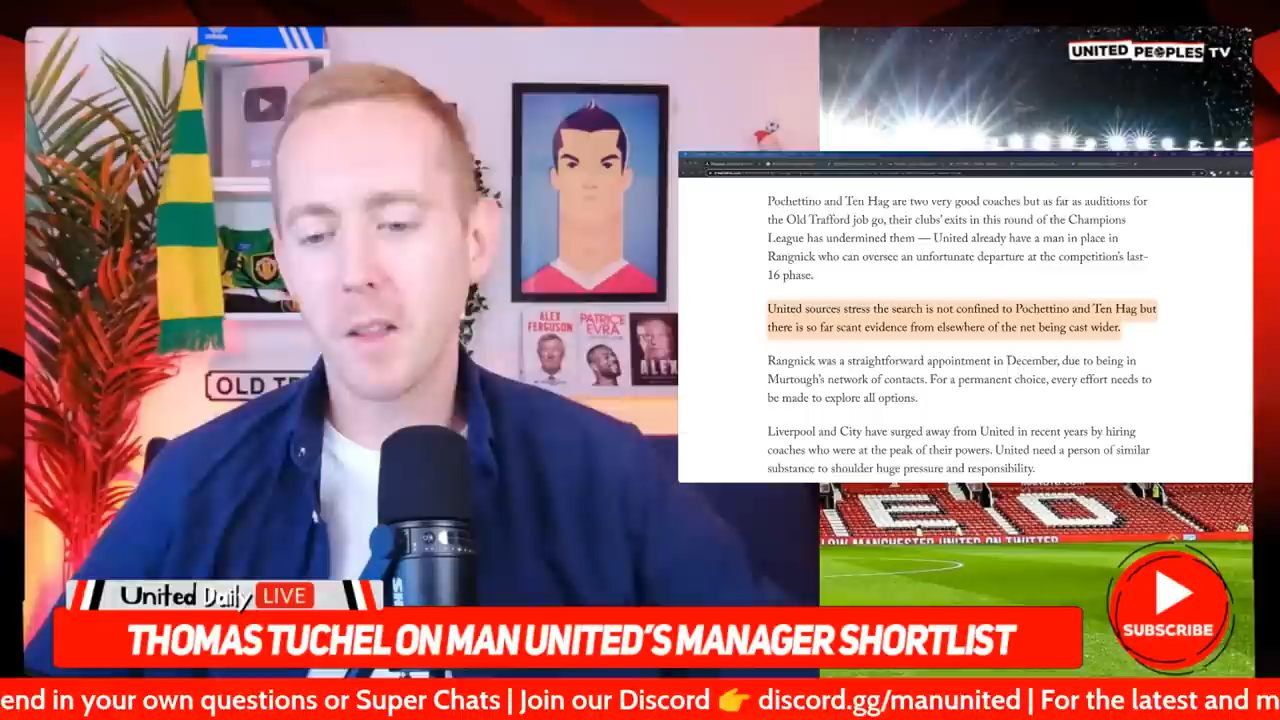 UNITED PEOPLES TV
Pochettino and Ten Hag are two very good coaches but as far as auditions for
the Old Trafford job go, their clubs' exits in this round of the Champions
League has undermined them — United already have a man in place in
Rangnick who can oversee an unfortunate departure at the competition's last-
16 phase.
United sources stress the search is not confined to Pochettino and Ten Hag but
there is so far scant evidence from elsewhere of the net being cast wider.
Rangnick was a straightforward appointment in December, due to being in
Murtough's network of contacts. For a permanent choice, every effort needs to
be made to explore all options.
Liverpool and City have surged away from United in recent years by hiring
coaches who were at the peak of their powers. United need a person of similar
substance to shoulder huge pressure and responsibility.
ALEX
FERGUSON
PATRICE
EVRA
ALEX
OLD TR
E O
LOW MANCHESTER UNITED ON TWITTER
SH
United Daily LIVE
THOMAS TUCHEL ON MAN UNITED'S MANAGER SHORTLIST
SUBSCRIBE
end in your own questions or Super Chats | Join our Discord 👉 discord.gg/manunited | For the latest and m